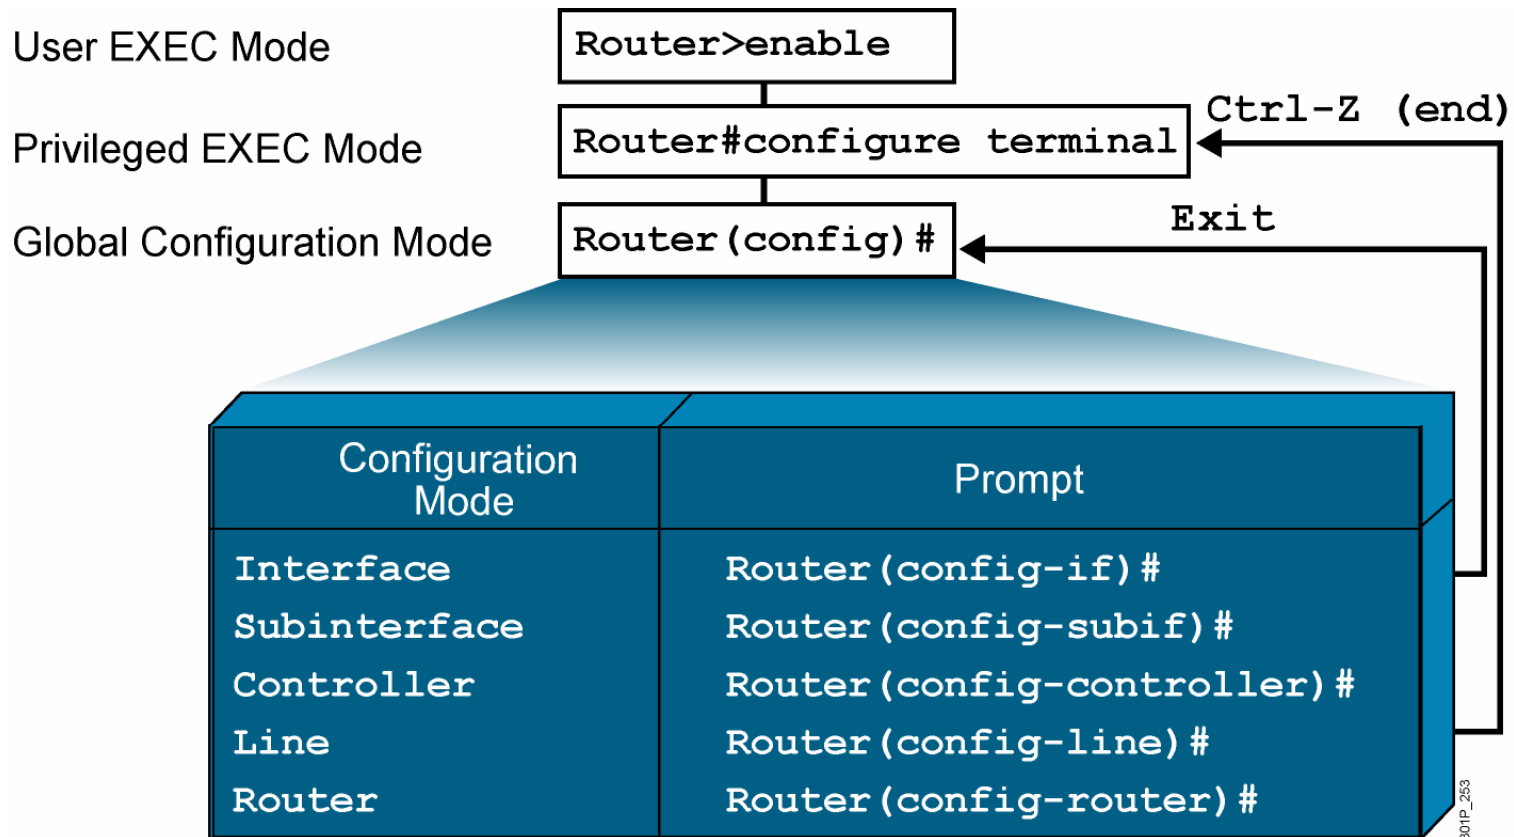 User EXEC Mode
Router>enable
Ctrl-Z (end)
Privileged EXEC Mode
Router#configure terminal
Exit
Global Configuration Mode
Router(config)#
Configuration
Mode
Prompt
Interface
Router(config-if)#
Subinterface
Router(config-subif)#
Controller
Router(config-controller)#
Line
Router(config-line)#
Router
Router(config-router)#
301P_253